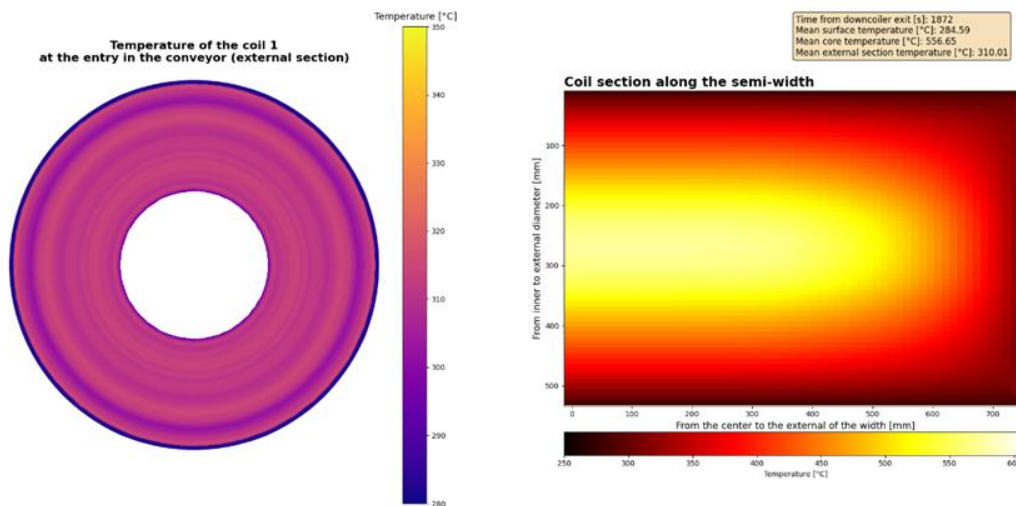 Temperature [°C]
Temperature of the coil 1
at the entry in the conveyor (external section)
350
340
330
320
310
300
290
280
Time from downcoiler exit [s]: 1872
Mean surface temperature [°C]: 284.59
Mean core temperature [°C]: 556.65
Mean external section temperature [°C]: 310.01
Coil section along the semi-width
From inner to external diameter [mm]
100
200
300
400
500
0 100 200 300 400 500 600 700
From the center to the external of the width [mm]
250 300 350 400 450 500 550
Temperature [°C]